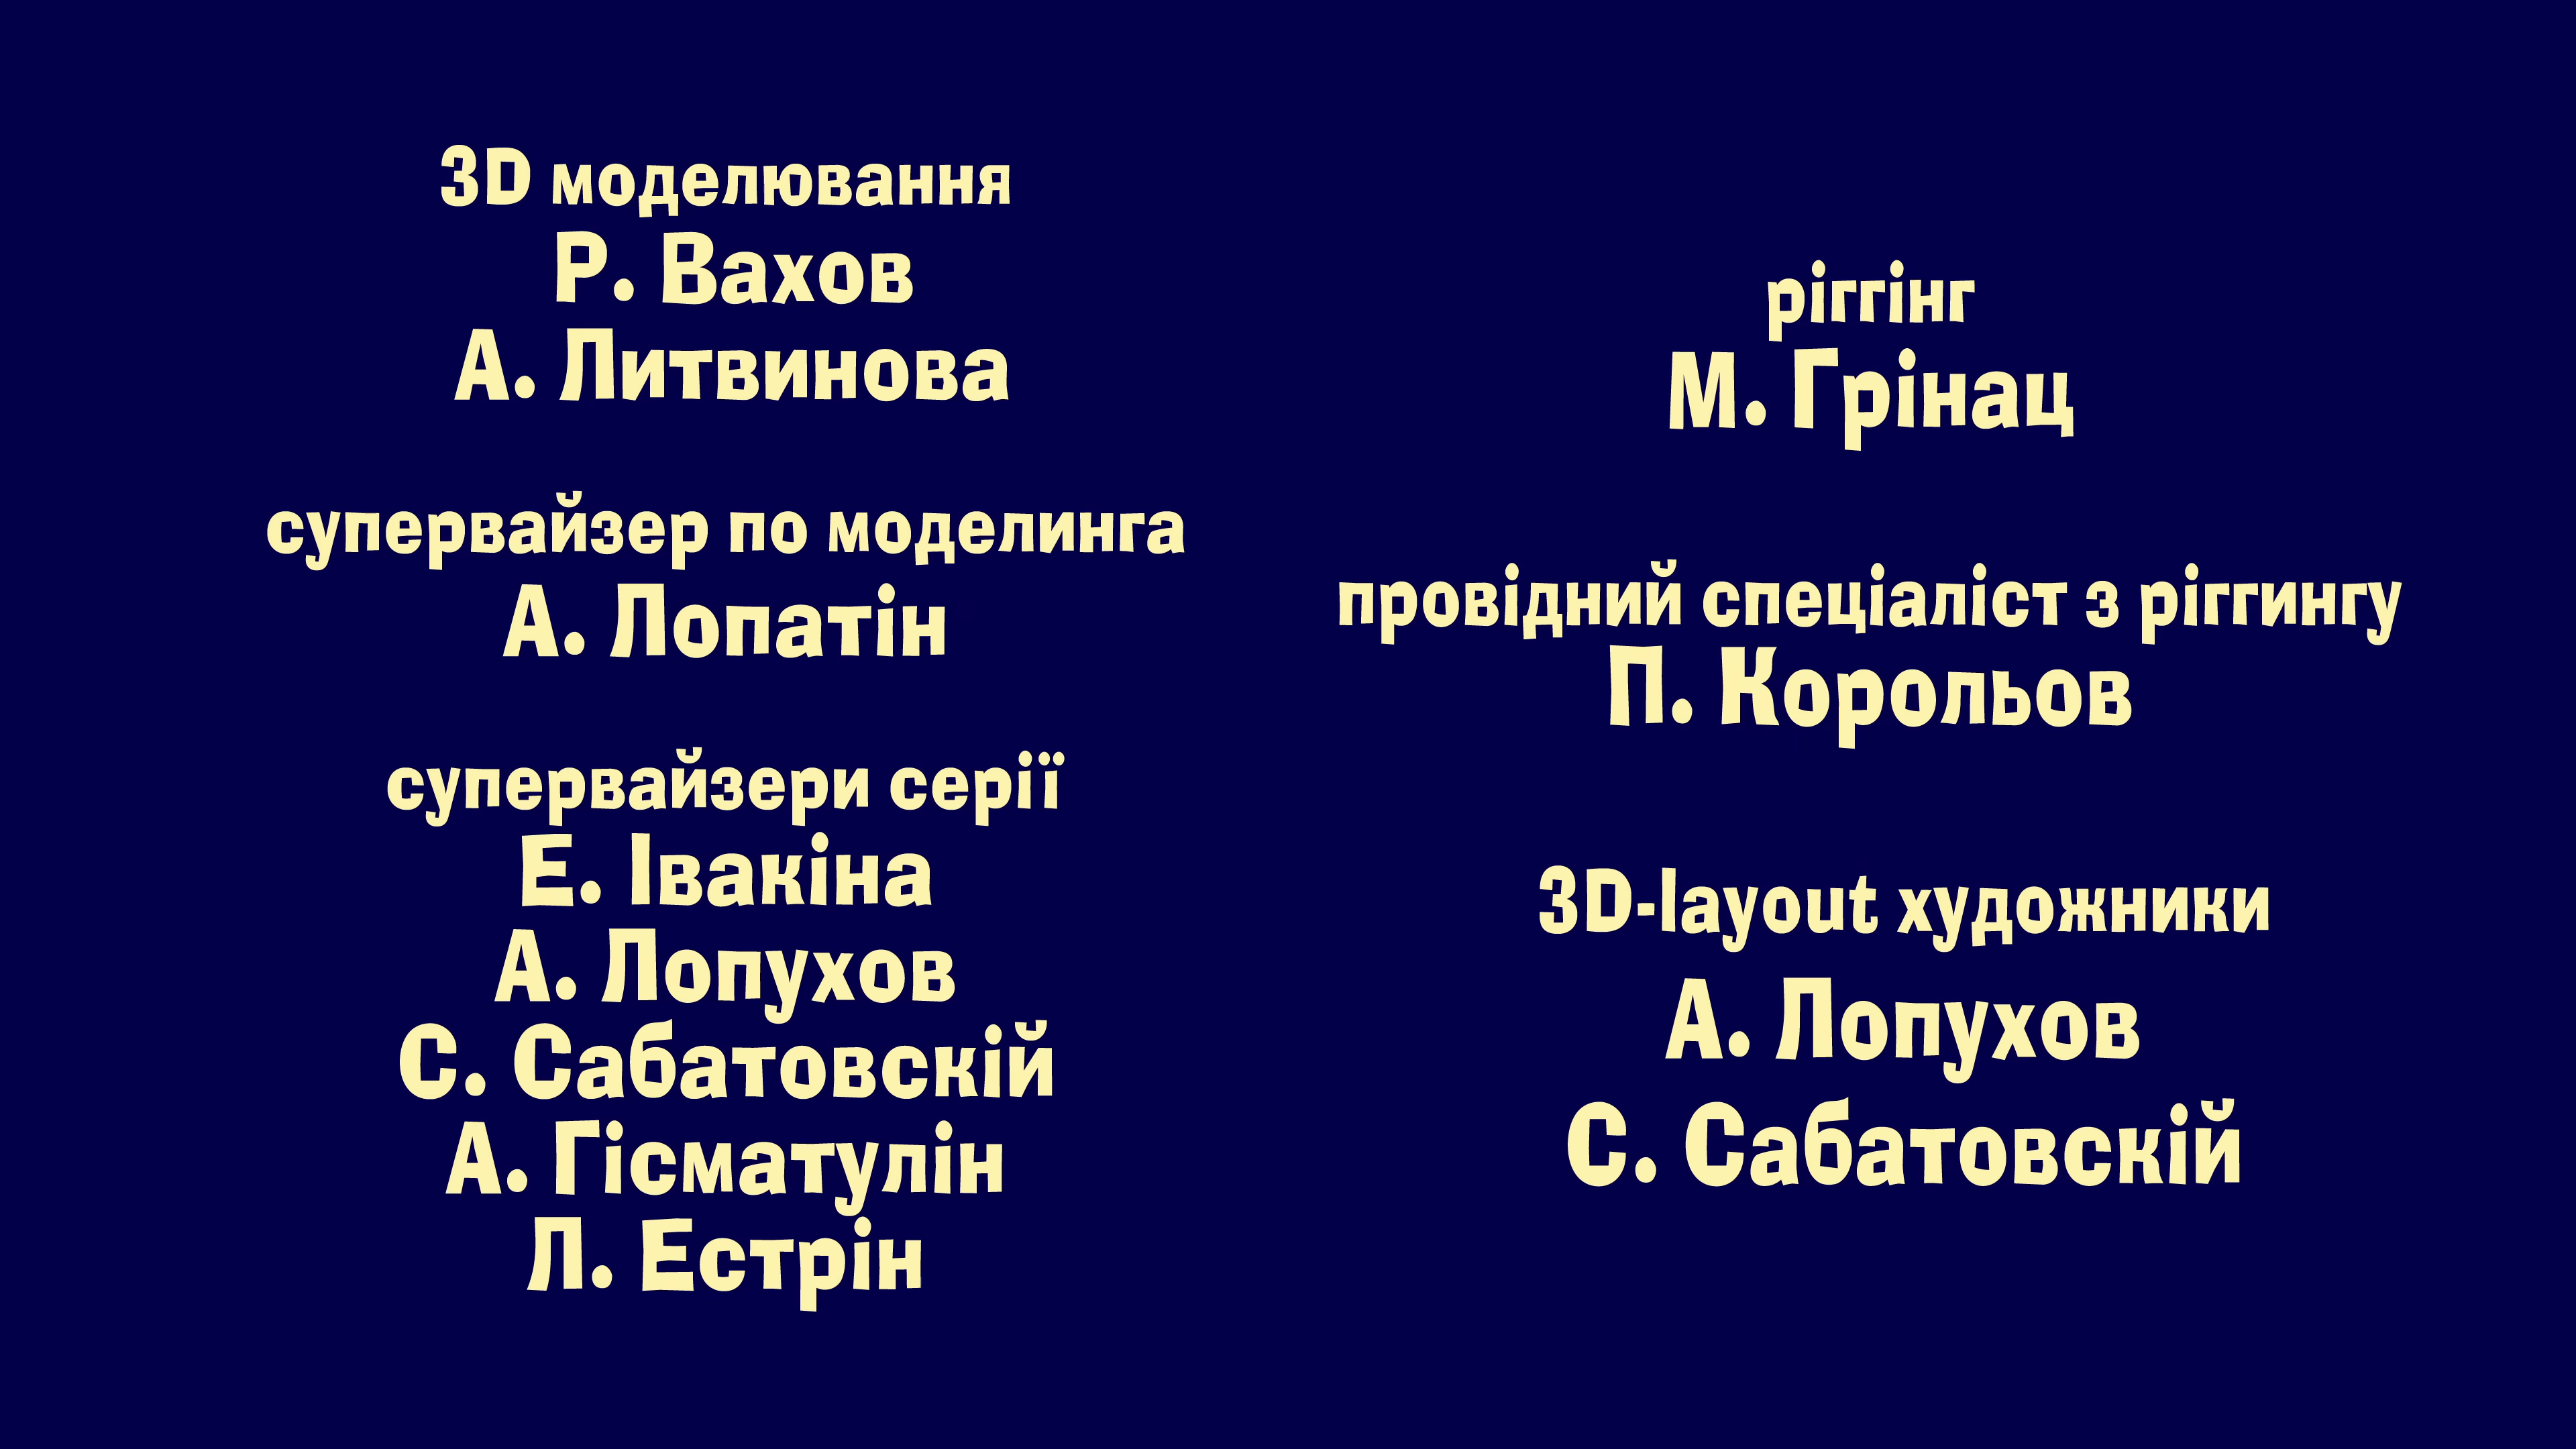 3D моделювання
Р. Вахов
А. Литвинова
супервайзер по моделинга
А. Лопатін
супервайзери серії
Е. Івакіна
А. Лопухов
С. Сабатовскій
А. Гісматулін
Л. Естрін
ріггінг
М. Грінац
провідний спеціаліст з ріггингу
П. Корольов
3D-layout художники
А. Лопухов
С. Сабатовскій